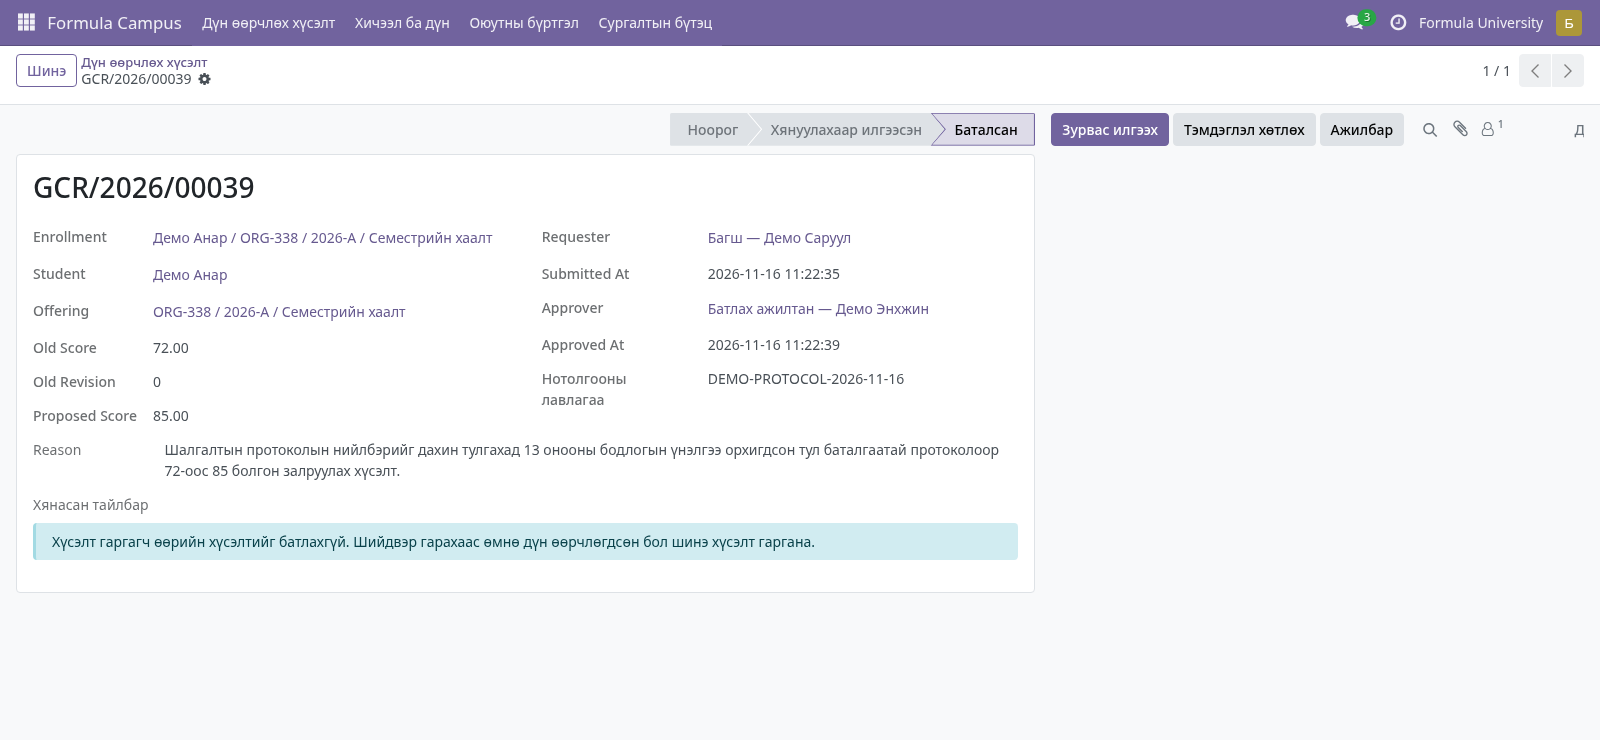 Formula Campus Дүн өөрчлөх хүсэлт Хичээл ба дүн Оюутны бүртгэл Сургалтын бүтэц 3 Formula University Б
Шинэ
Дүн өөрчлөх хүсэлт
GCR/2026/00039
1 / 1
Ноорог Хянуулахаар илгээсэн Баталсан
Зурвас илгээх Тэмдэглэл хөтлөх Ажилбар 1 Д
GCR/2026/00039
Enrollment Демо Анар / ORG-338 / 2026-A / Семестрийн хаалт
Student Демо Анар
Offering ORG-338 / 2026-A / Семестрийн хаалт
Old Score 72.00
Old Revision 0
Proposed Score 85.00
Requester Багш — Демо Саруул
Submitted At 2026-11-16 11:22:35
Approver Батлах ажилтан — Демо Энхжин
Approved At 2026-11-16 11:22:39
Нотолгооны DEMO-PROTOCOL-2026-11-16
лавлагаа
Reason Шалгалтын протоколын нийлбэрийг дахин тулгахад 13 онооны бодлогын үнэлгээ орхигдсон тул баталгаатай протоколоор
72-оос 85 болгон залруулах хүсэлт.
Хянасан тайлбар
Хүсэлт гаргагч өөрийн хүсэлтийг батлахгүй. Шийдвэр гарахаас өмнө дүн өөрчлөгдсөн бол шинэ хүсэлт гаргана.